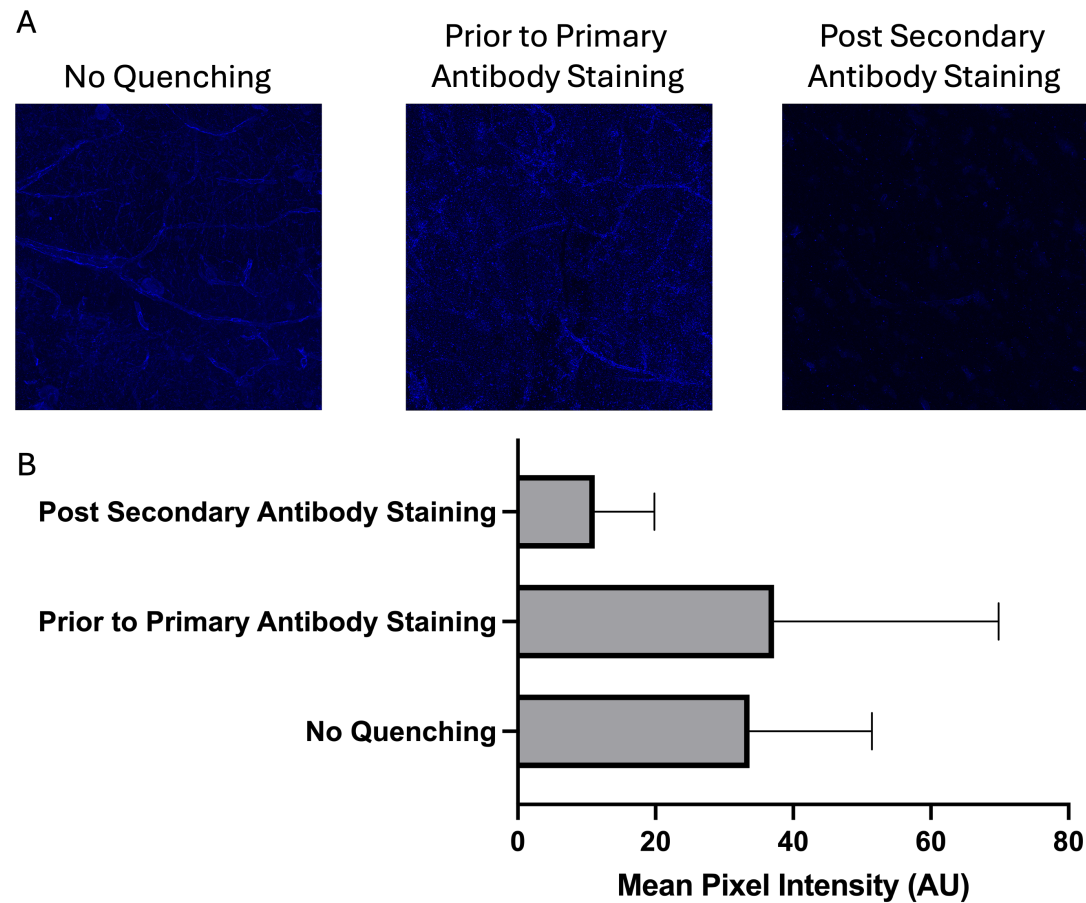 A
No Quenching
Prior to Primary
Antibody Staining
Post Secondary
Antibody Staining
B
Post Secondary Antibody Staining
Prior to Primary Antibody Staining
No Quenching
0 20 40 60 80
Mean Pixel Intensity (AU)